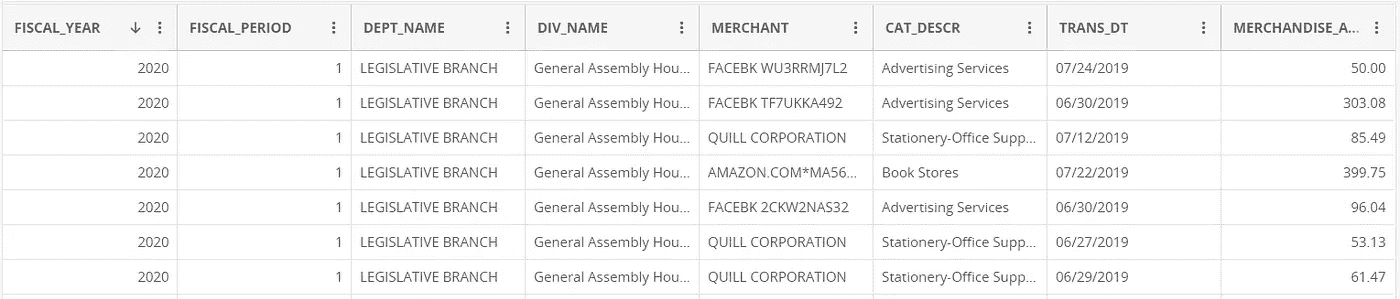 FISCAL_YEAR FISCAL_PERIOD DEPT_NAME DIV_NAME MERCHANT CAT_DESCR TRANS_DT MERCHANDISE_A...
2020 1 LEGISLATIVE BRANCH General Assembly Hou... FACEBK WU3RRMJ7L2 Advertising Services 07/24/2019 50.00
2020 1 LEGISLATIVE BRANCH General Assembly Hou... FACEBK TF7UKKA492 Advertising Services 06/30/2019 303.08
2020 1 LEGISLATIVE BRANCH General Assembly Hou... QUILL CORPORATION Stationery-Office Supp... 07/12/2019 85.49
2020 1 LEGISLATIVE BRANCH General Assembly Hou... AMAZON.COM*MA56... Book Stores 07/22/2019 399.75
2020 1 LEGISLATIVE BRANCH General Assembly Hou... FACEBK 2CKW2NAS32 Advertising Services 06/30/2019 96.04
2020 1 LEGISLATIVE BRANCH General Assembly Hou... QUILL CORPORATION Stationery-Office Supp... 06/27/2019 53.13
2020 1 LEGISLATIVE BRANCH General Assembly Hou... QUILL CORPORATION Stationery-Office Supp... 06/29/2019 61.47